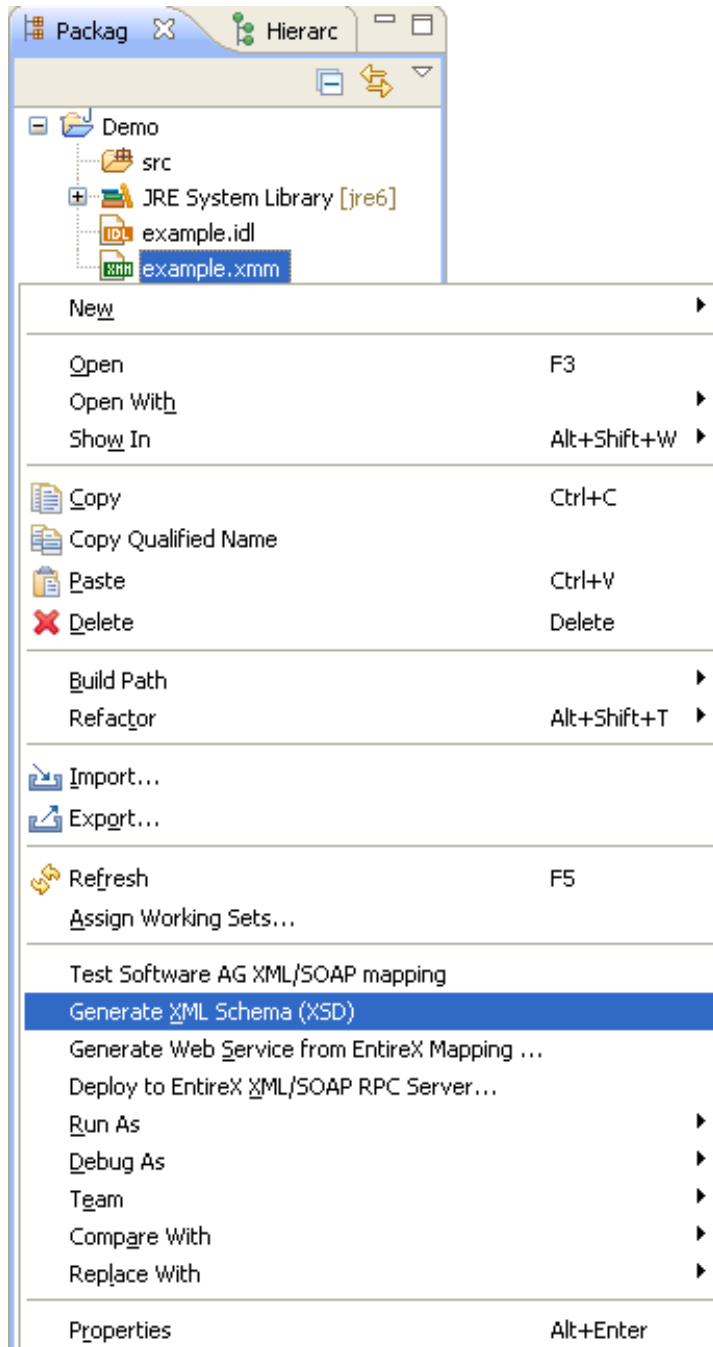 Packag Hierarc
Demo
src
JRE System Library [jre6]
IDL example.idl
XMM example.xmm
New
Open F3
Open With
Show In Alt+Shift+W
Copy Ctrl+C
Copy Qualified Name
Paste Ctrl+V
Delete Delete
Build Path
Refactor Alt+Shift+T
Import...
Export...
Refresh F5
Assign Working Sets...
Test Software AG XML/SOAP mapping
Generate XML Schema (XSD)
Generate Web Service from EntireX Mapping ...
Deploy to EntireX XML/SOAP RPC Server...
Run As
Debug As
Team
Compare With
Replace With
Properties Alt+Enter